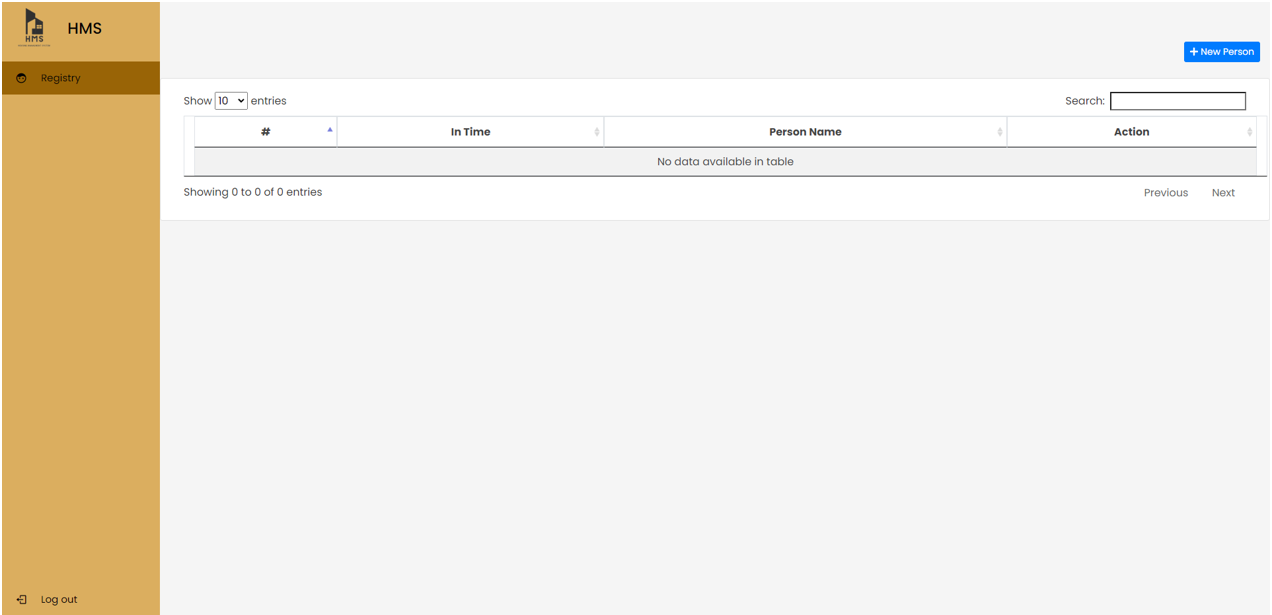 HMS
HMS
Registry
+ New Person
Show 10 entries
Search:
# In Time Person Name Action
No data available in table
Showing 0 to 0 of 0 entries
Previous Next
Log out